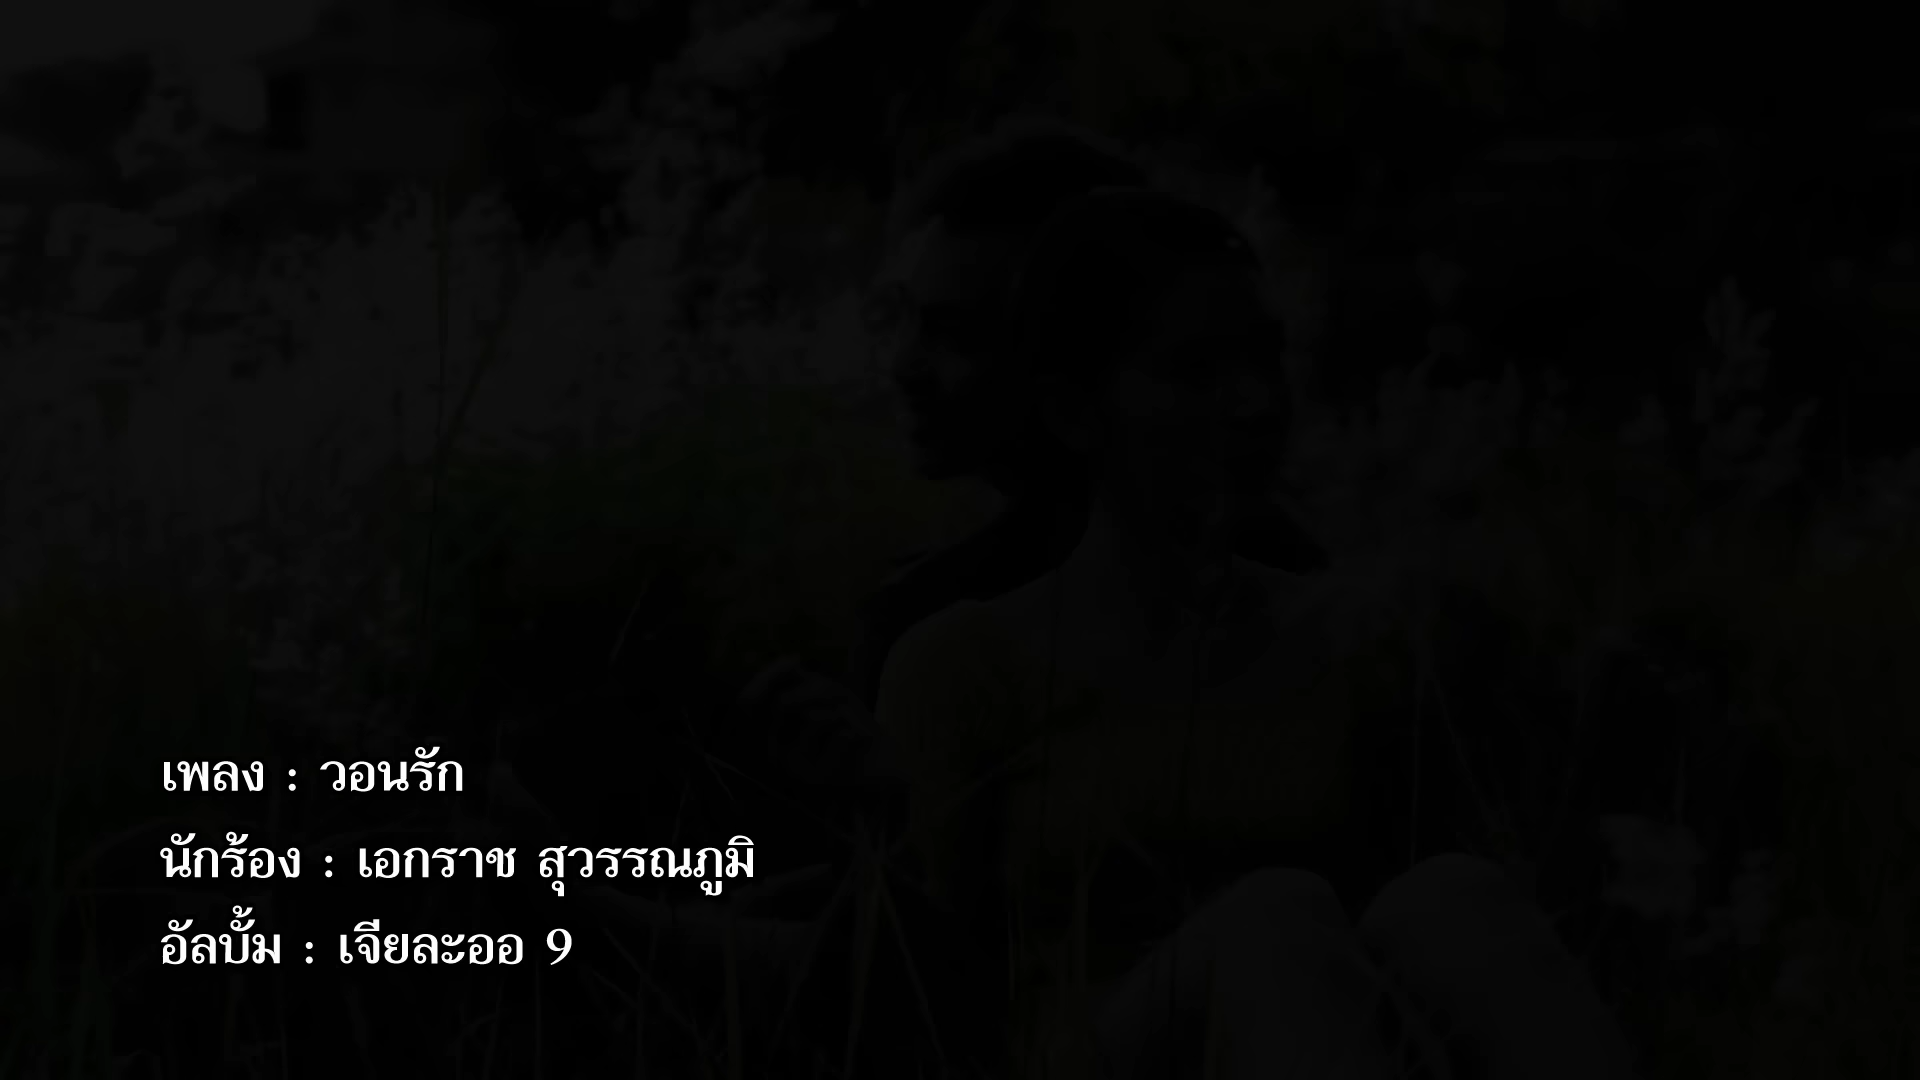 เพลง : วอนรัก
นักร้อง : เอกราช สุวรรณภูมิ
อัลบั้ม : เจียละออ 9